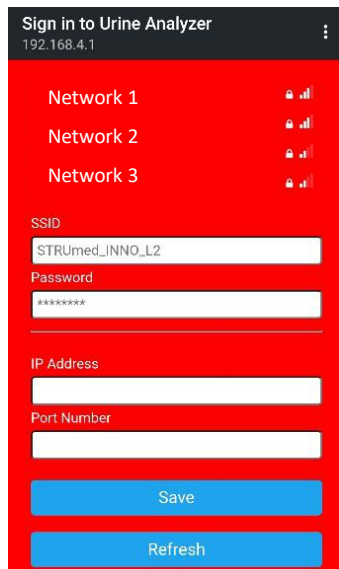 Sign in to Urine Analyzer
192.168.4.1
Network 1
Network 2
Network 3
SSID
STRUmed_INNO_L2
Password
********
IP Address
Port Number
Save
Refresh